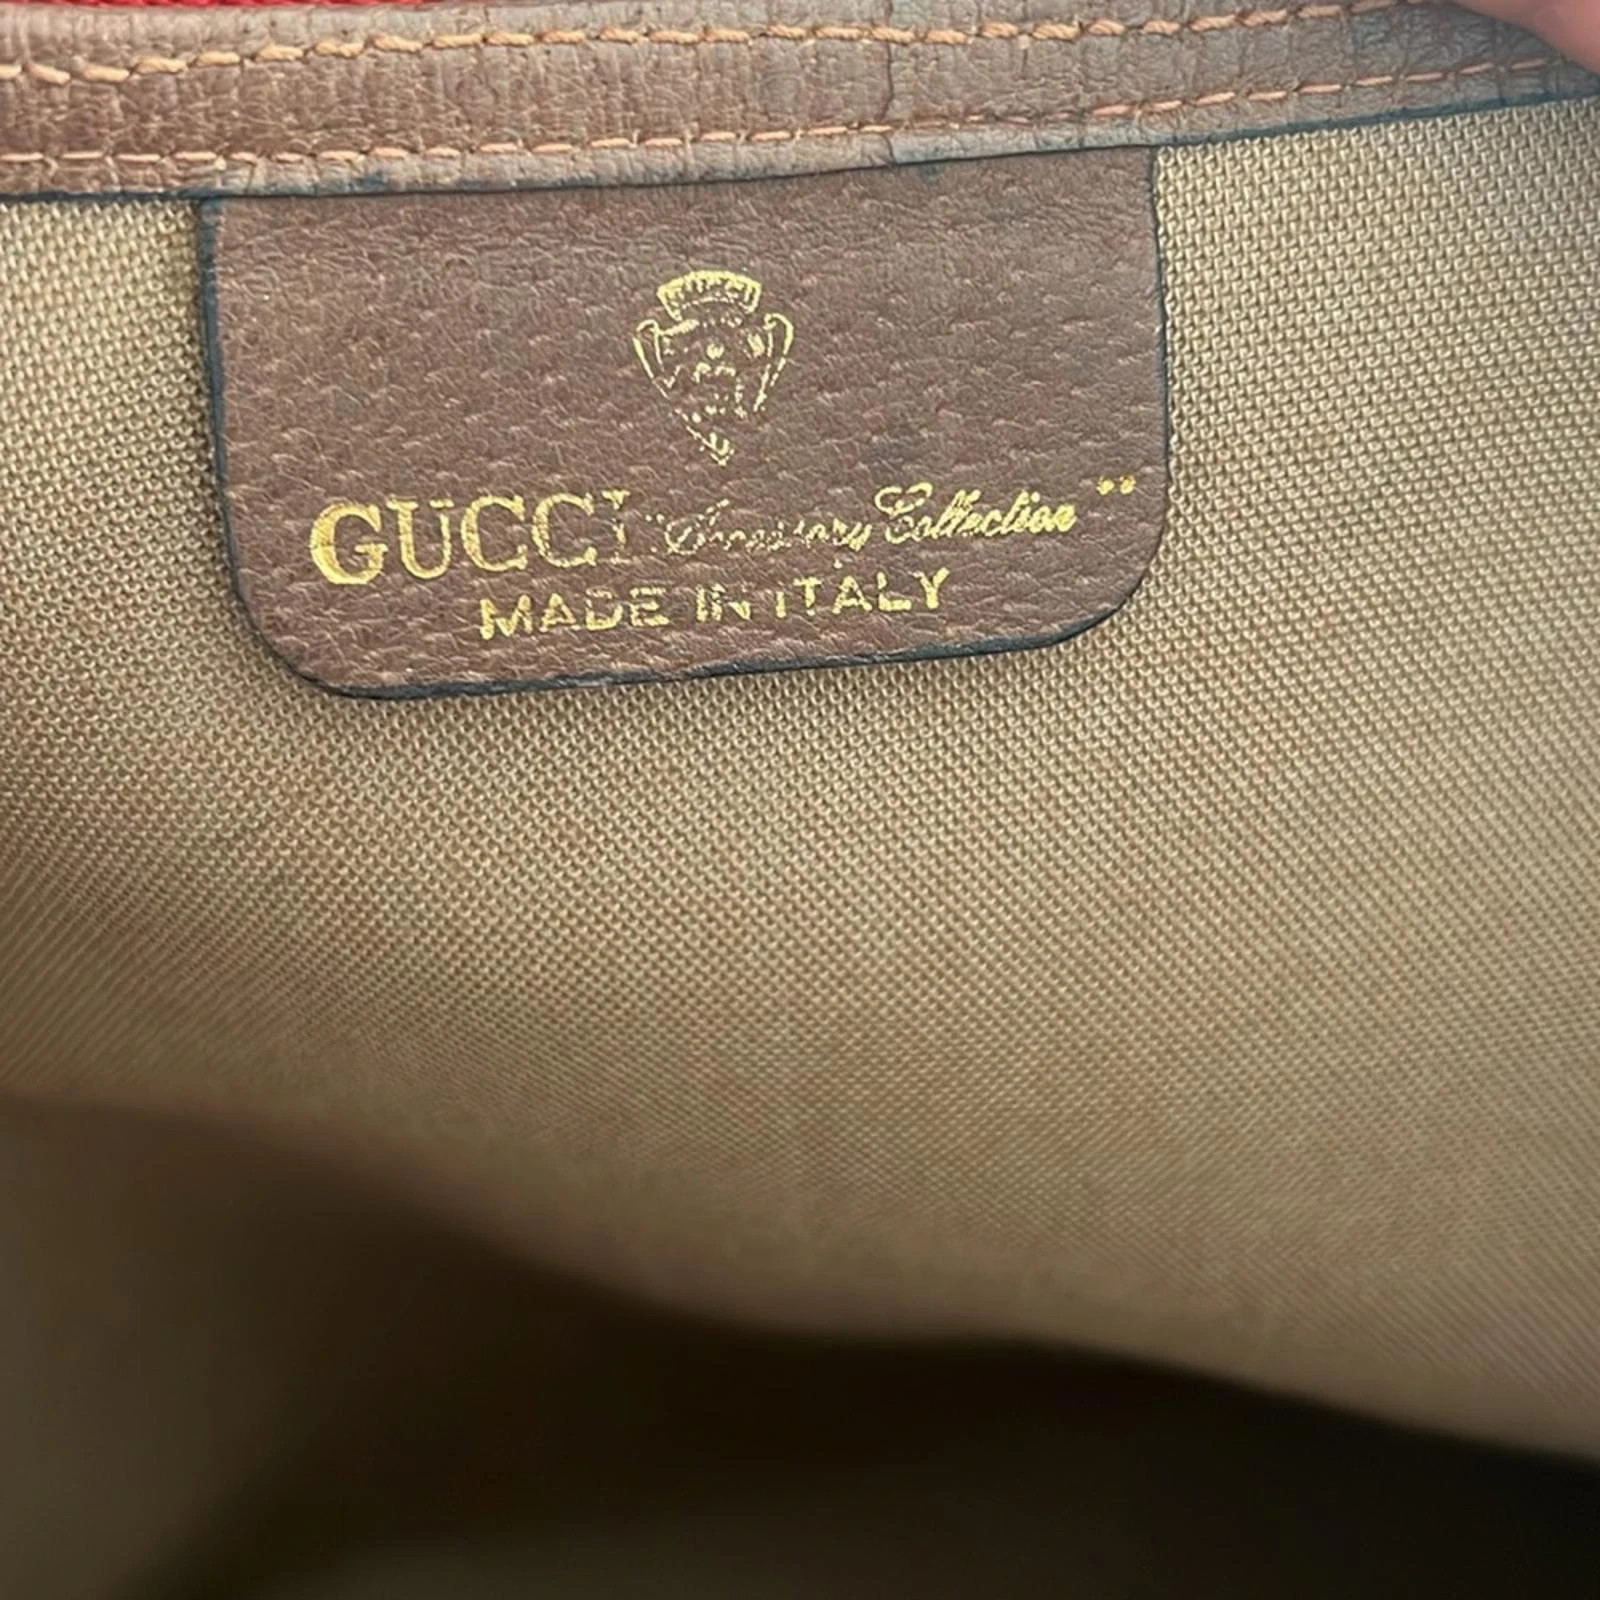 GUCCI "Accessory Collection"
MADE IN ITALY